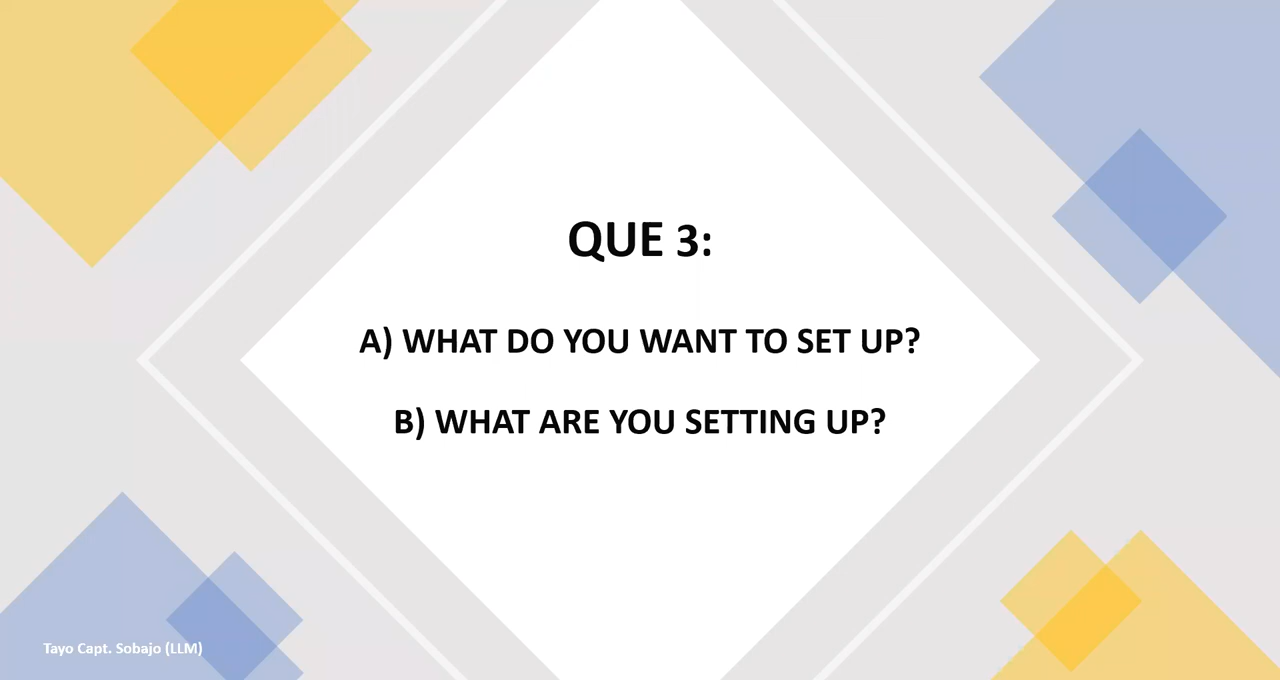 QUE 3:
A) WHAT DO YOU WANT TO SET UP?
B) WHAT ARE YOU SETTING UP?
Tayo Capt. Sobajo (LLM)